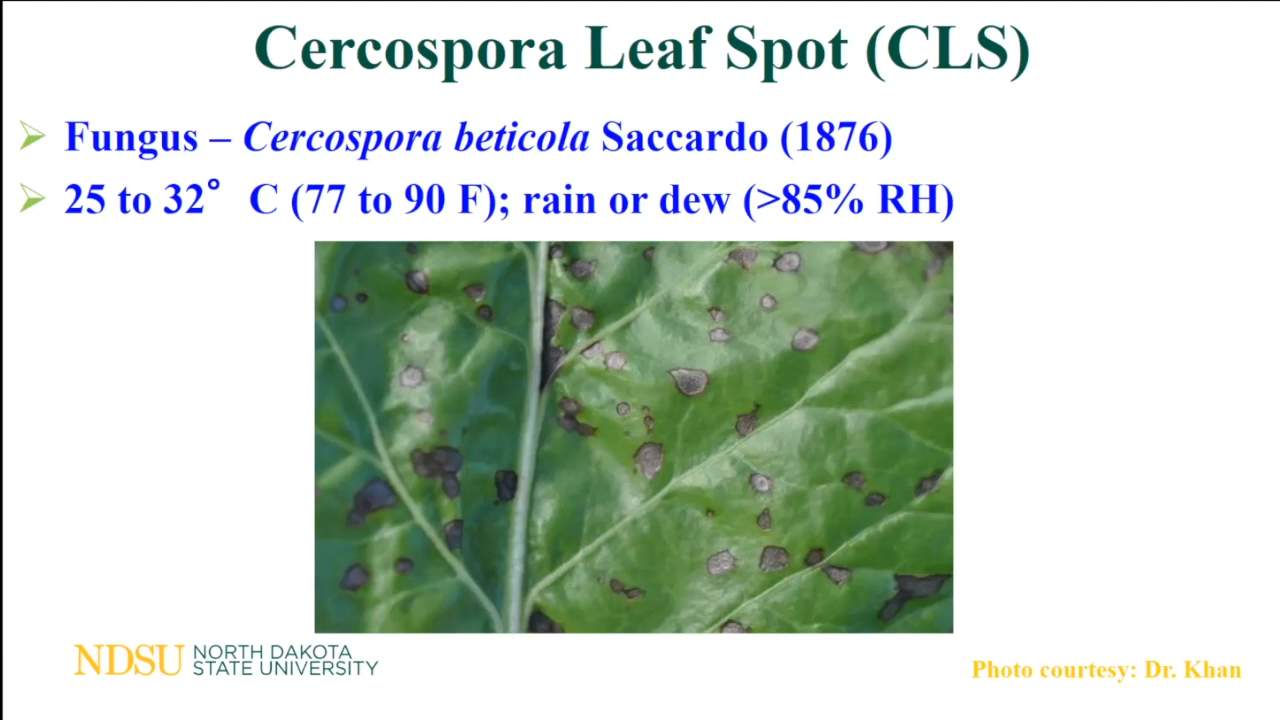 Cercospora Leaf Spot (CLS)
Fungus – Cercospora beticola Saccardo (1876)
25 to 32° C (77 to 90 F); rain or dew (>85% RH)
NDSU NORTH DAKOTA
STATE UNIVERSITY
Photo courtesy: Dr. Khan